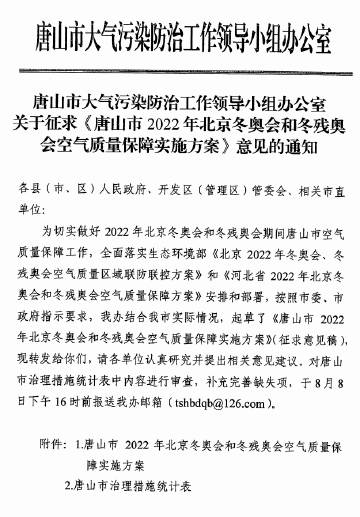 唐山市大气污染防治工作领导小组办公室
唐山市大气污染防治工作领导小组办公室
关于征求《唐山市 2022 年北京冬奥会和冬残奥
会空气质量保障实施方案》意见的通知
各县（市、区）人民政府、开发区（管理区）管委会、相关市直
单位：
为切实做好 2022 年北京冬奥会和冬残奥会期间唐山市空气
质量保障工作，全面落实生态环境部《北京 2022 年冬奥会、冬
残奥会空气质量区域联防联控方案》和《河北省 2022 年北京冬
奥会和冬残奥会空气质量保障方案》安排和部署，按照市委、市
政府指示要求，我办结合我市实际情况，起草了《唐山市 2022
年北京冬奥会和冬残奥会空气质量保障实施方案》（征求意见稿），
现转发给你们，请各单位认真研究并提出相关意见建议，对唐山
市治理措施统计表中内容进行审查，补充完善缺失项，于 8 月 8
日下午 16 时前报送我办邮箱（tshbdqb@126.com）。
附件：1.唐山市 2022 年北京冬奥会和冬残奥会空气质量保
障实施方案
2.唐山市治理措施统计表